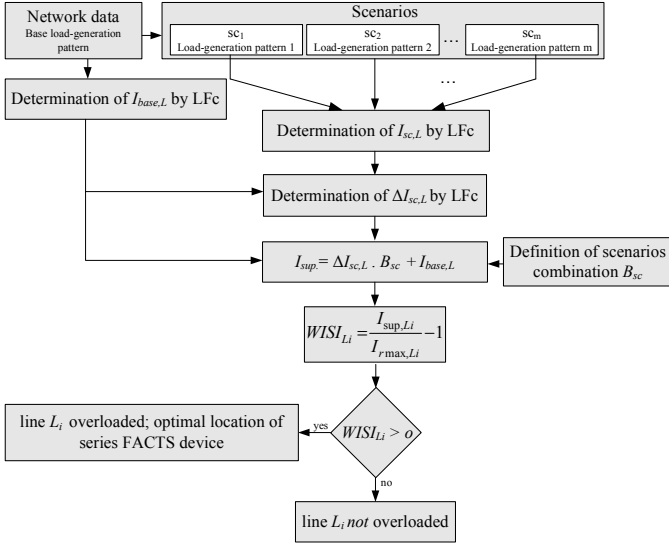 Network data
Base load-generation
pattern
Scenarios
sc1
Load-generation pattern 1
sc2
Load-generation pattern 2
...
scm
Load-generation pattern m
...
Determination of Ibase,L by LFc
Determination of Isc,L by LFc
Determination of ΔIsc,L by LFc
Isup.= ΔIsc,L . Bsc + Ibase,L
Definition of scenarios
combination Bsc
WISILi = Isup,Li / Ir max,Li −1
line Li overloaded; optimal location of
series FACTS device
yes
WISILi > o
no
line Li not overloaded